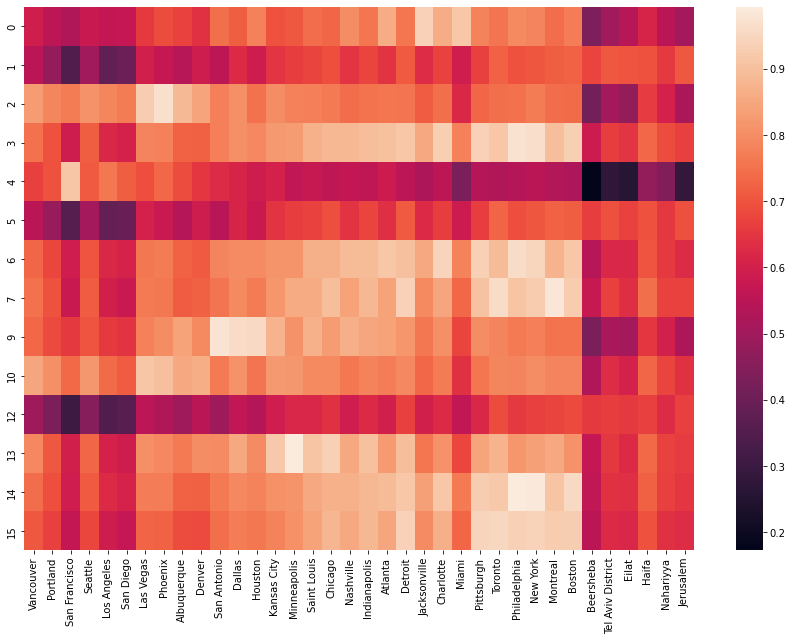 0
1
2
3
4
5
6
7
9
10
12
13
14
15
Vancouver
Portland
San Francisco
Seattle
Los Angeles
San Diego
Las Vegas
Phoenix
Albuquerque
Denver
San Antonio
Dallas
Houston
Kansas City
Minneapolis
Saint Louis
Chicago
Nashville
Indianapolis
Atlanta
Detroit
Jacksonville
Charlotte
Miami
Pittsburgh
Toronto
Philadelphia
New York
Montreal
Boston
Beersheba
Tel Aviv District
Eilat
Haifa
Nahariyya
Jerusalem
0.9
0.8
0.7
0.6
0.5
0.4
0.3
0.2